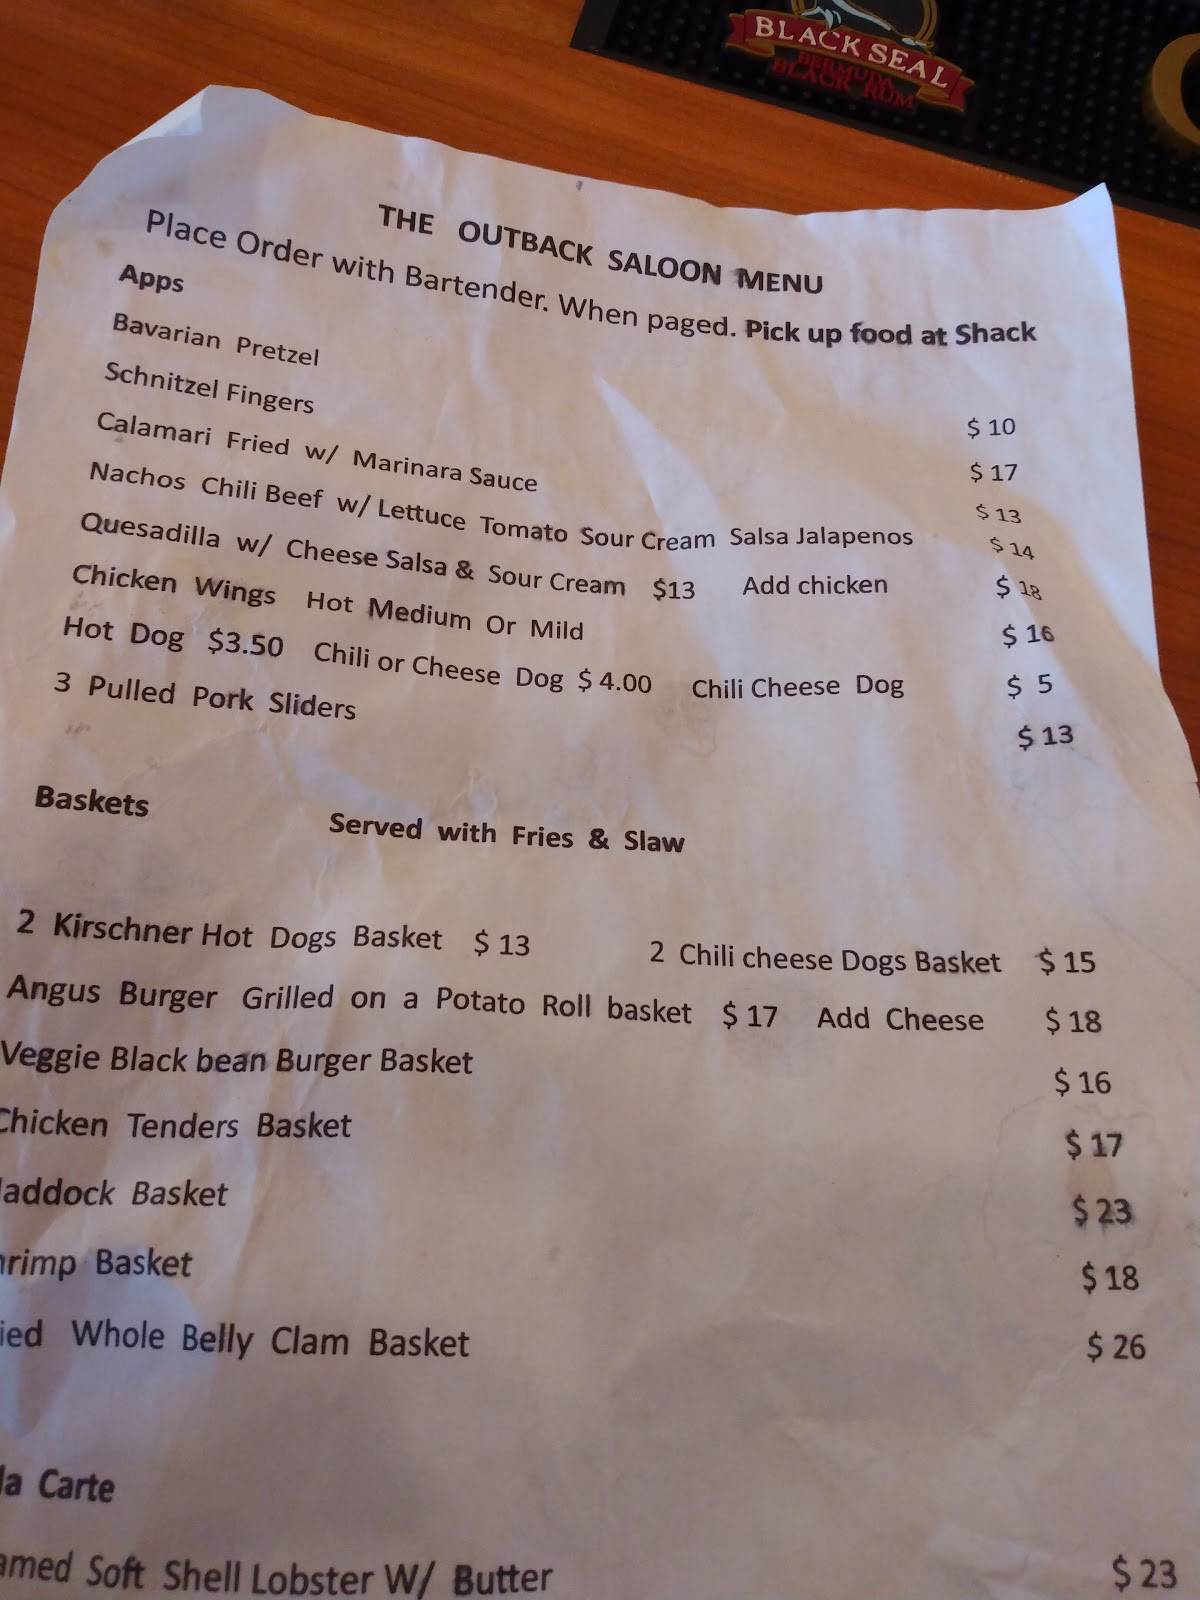 BLACK SEAL
BERMUDA
BLACK RUM
THE OUTBACK SALOON MENU
Place Order with Bartender. When paged. Pick up food at Shack
Apps
Bavarian Pretzel $ 10
Schnitzel Fingers $ 17
Calamari Fried w/ Marinara Sauce $ 13
Nachos Chili Beef w/ Lettuce Tomato Sour Cream Salsa Jalapenos $ 14
Quesadilla w/ Cheese Salsa & Sour Cream $13 Add chicken $ 18
Chicken Wings Hot Medium Or Mild $ 16
Hot Dog $3.50 Chili or Cheese Dog $ 4.00 Chili Cheese Dog $ 5
3 Pulled Pork Sliders $ 13
Baskets Served with Fries & Slaw
2 Kirschner Hot Dogs Basket $ 13 2 Chili cheese Dogs Basket $ 15
Angus Burger Grilled on a Potato Roll basket $ 17 Add Cheese $ 18
Veggie Black bean Burger Basket $ 16
Chicken Tenders Basket $ 17
addock Basket $ 23
rimp Basket $ 18
ied Whole Belly Clam Basket $ 26
la Carte
amed Soft Shell Lobster W/ Butter $ 23